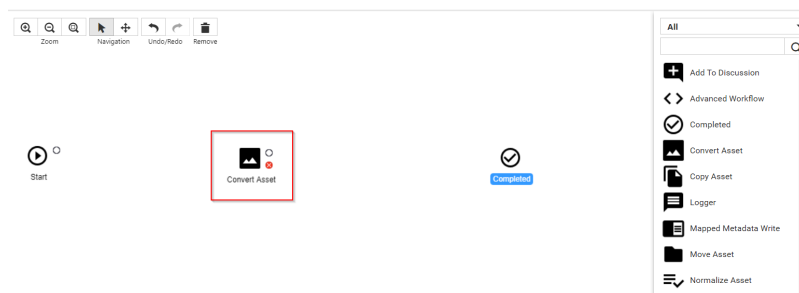 Zoom
Navigation
Undo/Redo
Remove
Start
Convert Asset
Completed
All
Add To Discussion
Advanced Workflow
Completed
Convert Asset
Copy Asset
Logger
Mapped Metadata Write
Move Asset
Normalize Asset